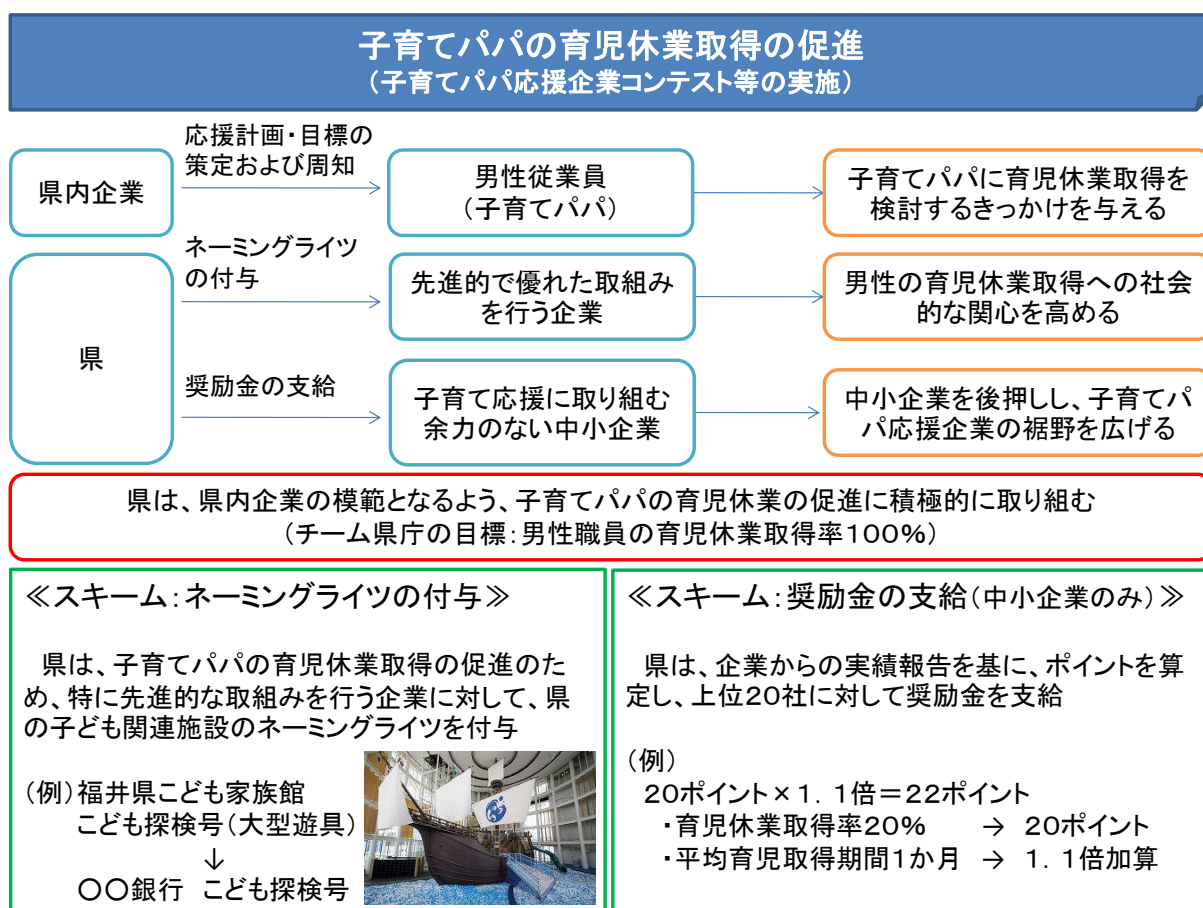 子育てパパの育児休業取得の促進
（子育てパパ応援企業コンテスト等の実施）
県内企業
応援計画・目標の
策定および周知
男性従業員
（子育てパパ）
子育てパパに育児休業取得を
検討するきっかけを与える
県
ネーミングライツ
の付与
先進的で優れた取組み
を行う企業
男性の育児休業取得への社会
的な関心を高める
奨励金の支給
子育て応援に取り組む
余力のない中小企業
中小企業を後押しし、子育てパ
パ応援企業の裾野を広げる
県は、県内企業の模範となるよう、子育てパパの育児休業の促進に積極的に取り組む
（チーム県庁の目標：男性職員の育児休業取得率１００％）
≪スキーム：ネーミングライツの付与≫
県は、子育てパパの育児休業取得の促進のた
め、特に先進的な取組みを行う企業に対して、県
の子ども関連施設のネーミングライツを付与
（例）福井県こども家族館
こども探検号（大型遊具）
↓
〇〇銀行　こども探検号
≪スキーム：奨励金の支給（中小企業のみ）≫
県は、企業からの実績報告を基に、ポイントを算
定し、上位２０社に対して奨励金を支給
（例）
２０ポイント×１．１倍＝２２ポイント
・育児休業取得率２０％　→　２０ポイント
・平均育児取得期間１か月　→　１．１倍加算